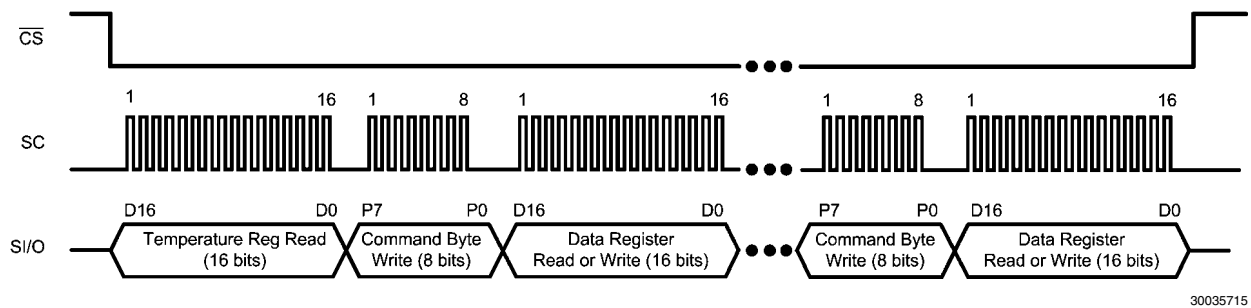 CS
1 16 1 8 1 16 1 8 1 16
SC
D16 D0 P7 P0 D16 D0 P7 P0 D16 D0
SI/O
Temperature Reg Read Command Byte Data Register Command Byte Data Register
(16 bits) Write (8 bits) Read or Write (16 bits) Write (8 bits) Read or Write (16 bits)
30035715